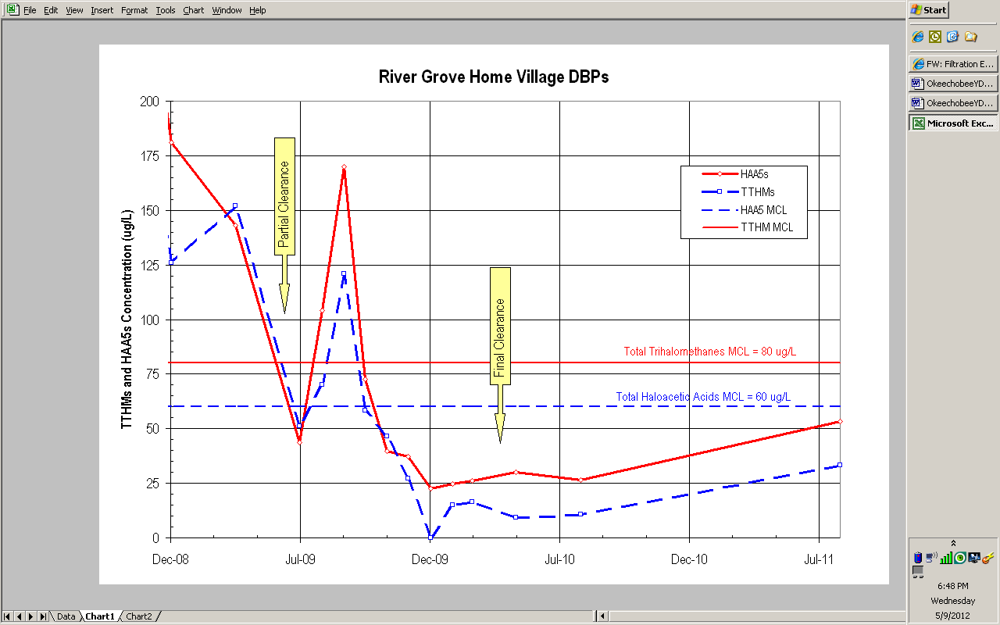 File Edit View Insert Format Tools Chart Window Help
Start
FW: Filtration E...
OkeechobeeYD...
OkeechobeeYD...
Microsoft Exc...
River Grove Home Village DBPs
TTHMs and HAA5s Concentration (ug/L)
200
175
150
125
100
75
50
25
0
Partial Clearance
Final Clearance
HAA5s
TTHMs
HAA5 MCL
TTHM MCL
Total Trihalomethanes MCL = 80 ug/L
Total Haloacetic Acids MCL = 60 ug/L
Dec-08 Jul-09 Dec-09 Jul-10 Dec-10 Jul-11
Data Chart1 Chart2
6:48 PM
Wednesday
5/9/2012